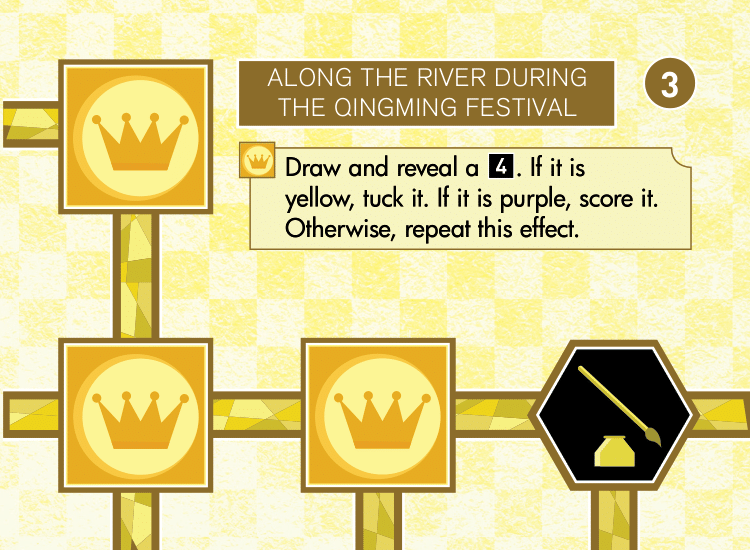 ALONG THE RIVER DURING
THE QINGMING FESTIVAL
3
Draw and reveal a 4. If it is
yellow, tuck it. If it is purple, score it.
Otherwise, repeat this effect.